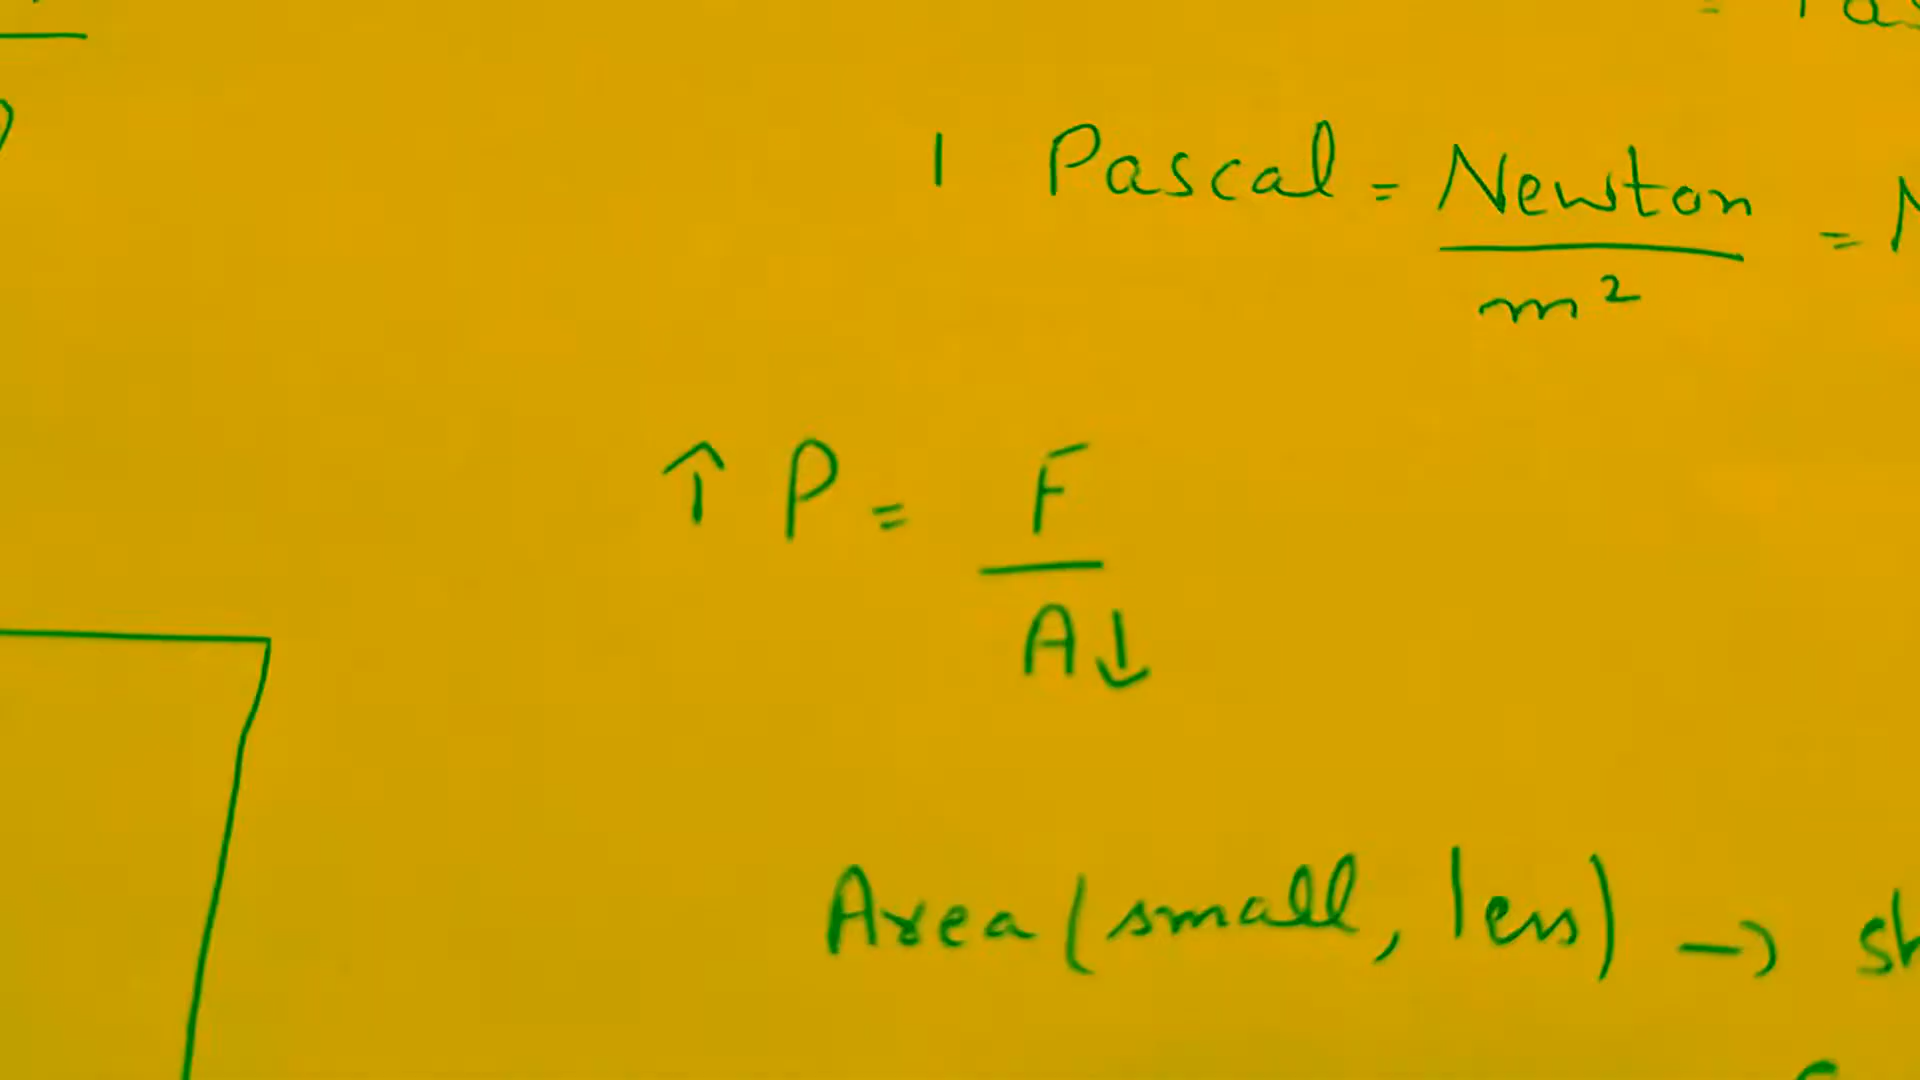 1 Pascal = Newton / m² =
↑ P = F / A↓
Area (small, less) →